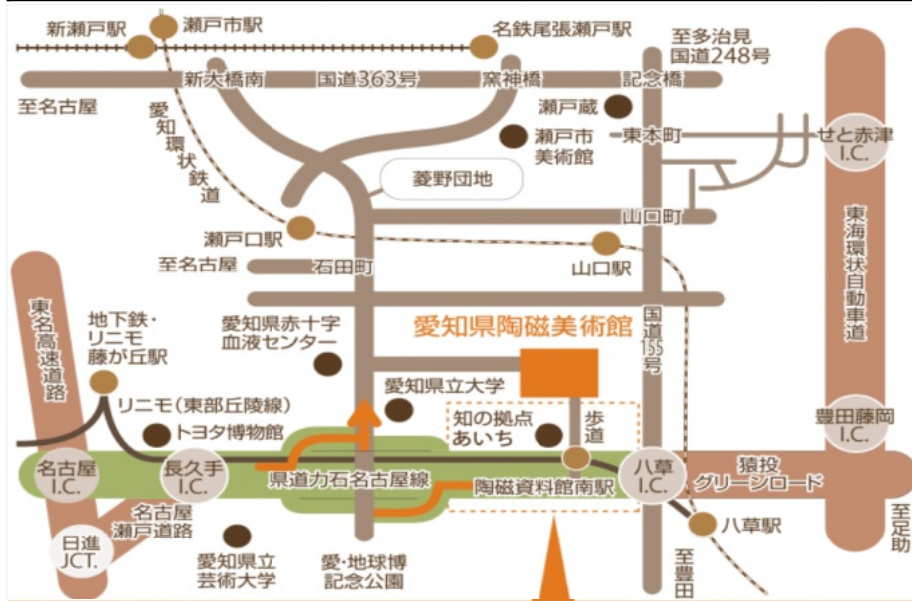 新瀬戸駅
瀬戸市駅
名鉄尾張瀬戸駅
至多治見
国道248号
新大橋南
国道363号
窯神橋
記念橋
至名古屋
愛知環状鉄道
瀬戸蔵
瀬戸市
美術館
東本町
せと赤津
I.C.
菱野団地
山口町
瀬戸口駅
至名古屋
石田町
山口駅
東海環状自動車道
東名高速道路
地下鉄・
リニモ
藤が丘駅
愛知県赤十字
血液センター
愛知県陶磁美術館
国道155号
愛知県立大学
リニモ(東部丘陵線)
トヨタ博物館
知の拠点
あいち
歩道
豊田藤岡
I.C.
名古屋
I.C.
長久手
I.C.
県道力石名古屋線
陶磁資料館南駅
八草
I.C.
猿投
グリーンロード
名古屋
瀬戸道路
日進
JCT.
愛知県立
芸術大学
愛・地球博
記念公園
至豊田
八草駅
至足助